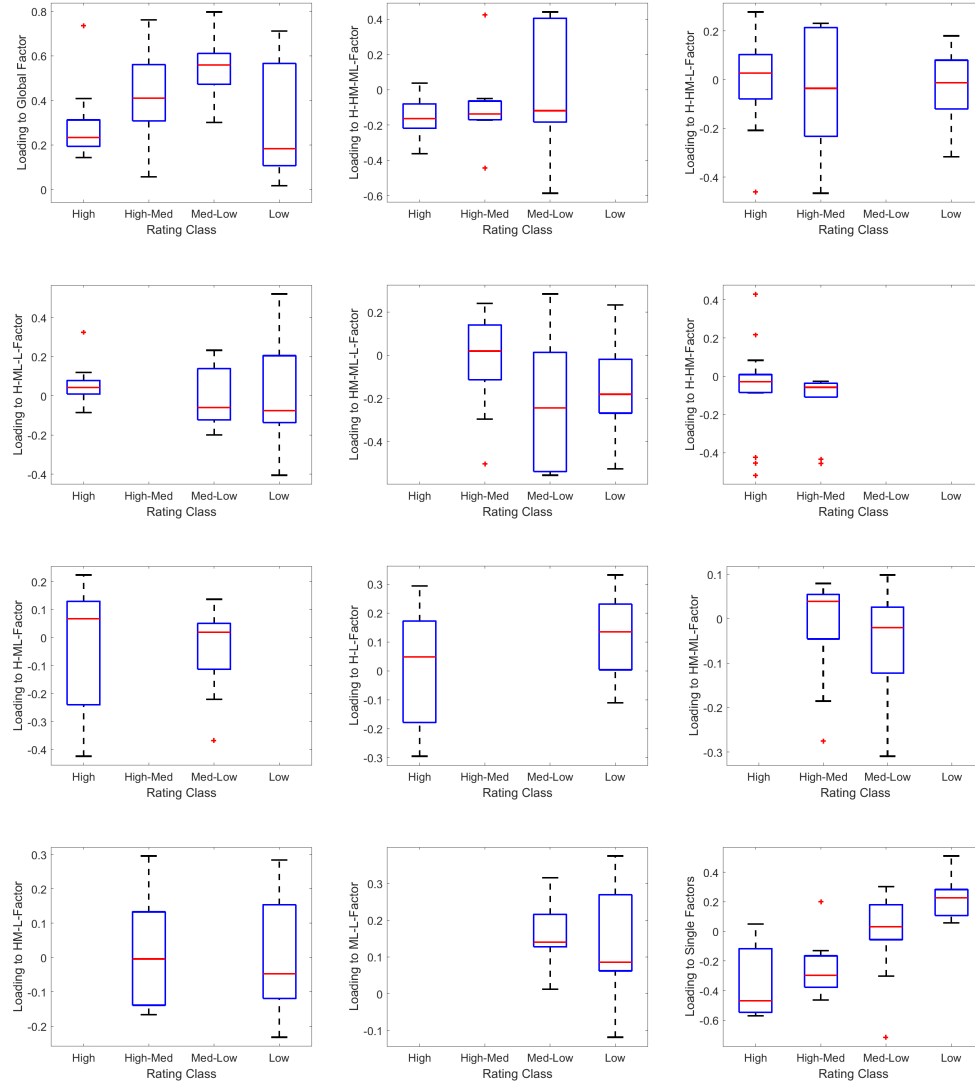 Loading to Global Factor
0.8
0.6
0.4
0.2
0
High High-Med Med-Low Low
Rating Class
Loading to H-HM-ML-Factor
0.4
0.2
0
-0.2
-0.4
-0.6
High High-Med Med-Low Low
Rating Class
Loading to H-HM-L-Factor
0.2
0
-0.2
-0.4
High High-Med Med-Low Low
Rating Class
Loading to H-ML-L-Factor
0.4
0.2
0
-0.2
-0.4
High High-Med Med-Low Low
Rating Class
Loading to HM-ML-L-Factor
0.2
0
-0.2
-0.4
High High-Med Med-Low Low
Rating Class
Loading to H-HM-Factor
0.4
0.2
0
-0.2
-0.4
High High-Med Med-Low Low
Rating Class
Loading to H-ML-Factor
0.2
0.1
0
-0.1
-0.2
-0.3
-0.4
High High-Med Med-Low Low
Rating Class
Loading to H-L-Factor
0.3
0.2
0.1
0
-0.1
-0.2
-0.3
High High-Med Med-Low Low
Rating Class
Loading to HM-ML-Factor
0.1
0
-0.1
-0.2
-0.3
High High-Med Med-Low Low
Rating Class
Loading to HM-L-Factor
0.3
0.2
0.1
0
-0.1
-0.2
High High-Med Med-Low Low
Rating Class
Loading to ML-L-Factor
0.3
0.2
0.1
0
-0.1
High High-Med Med-Low Low
Rating Class
Loading to Single Factors
0.4
0.2
0
-0.2
-0.4
-0.6
High High-Med Med-Low Low
Rating Class